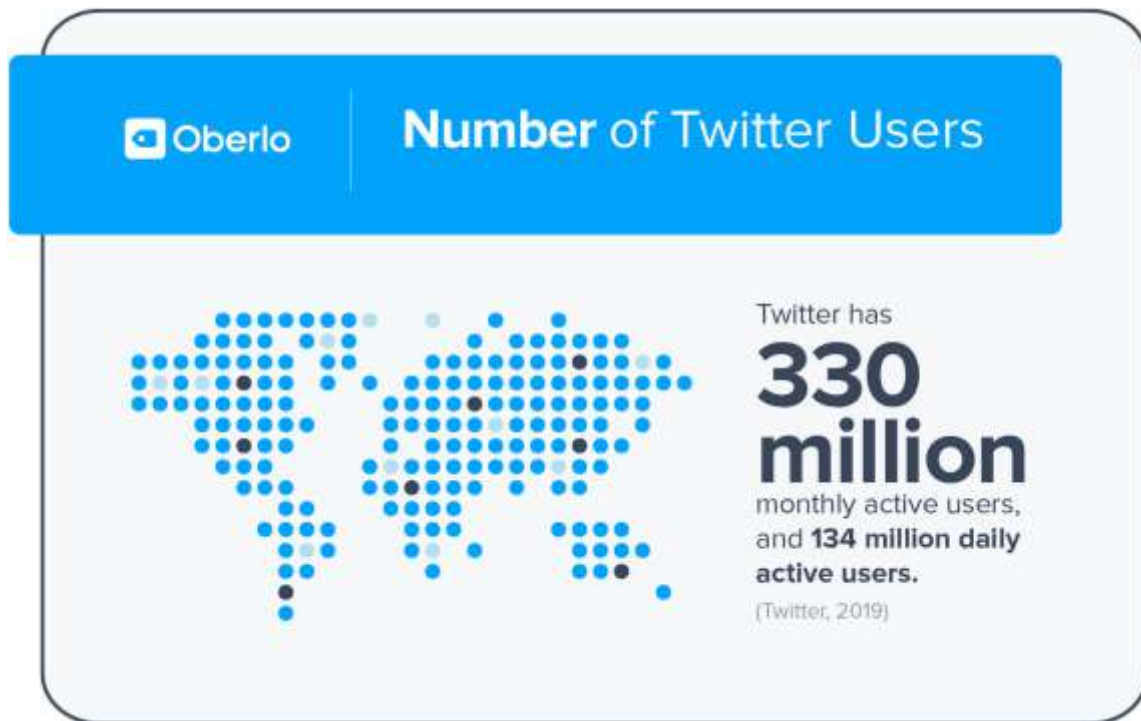 Oberlo
Number of Twitter Users
Twitter has
330
million
monthly active users,
and 134 million daily
active users.
(Twitter, 2019)